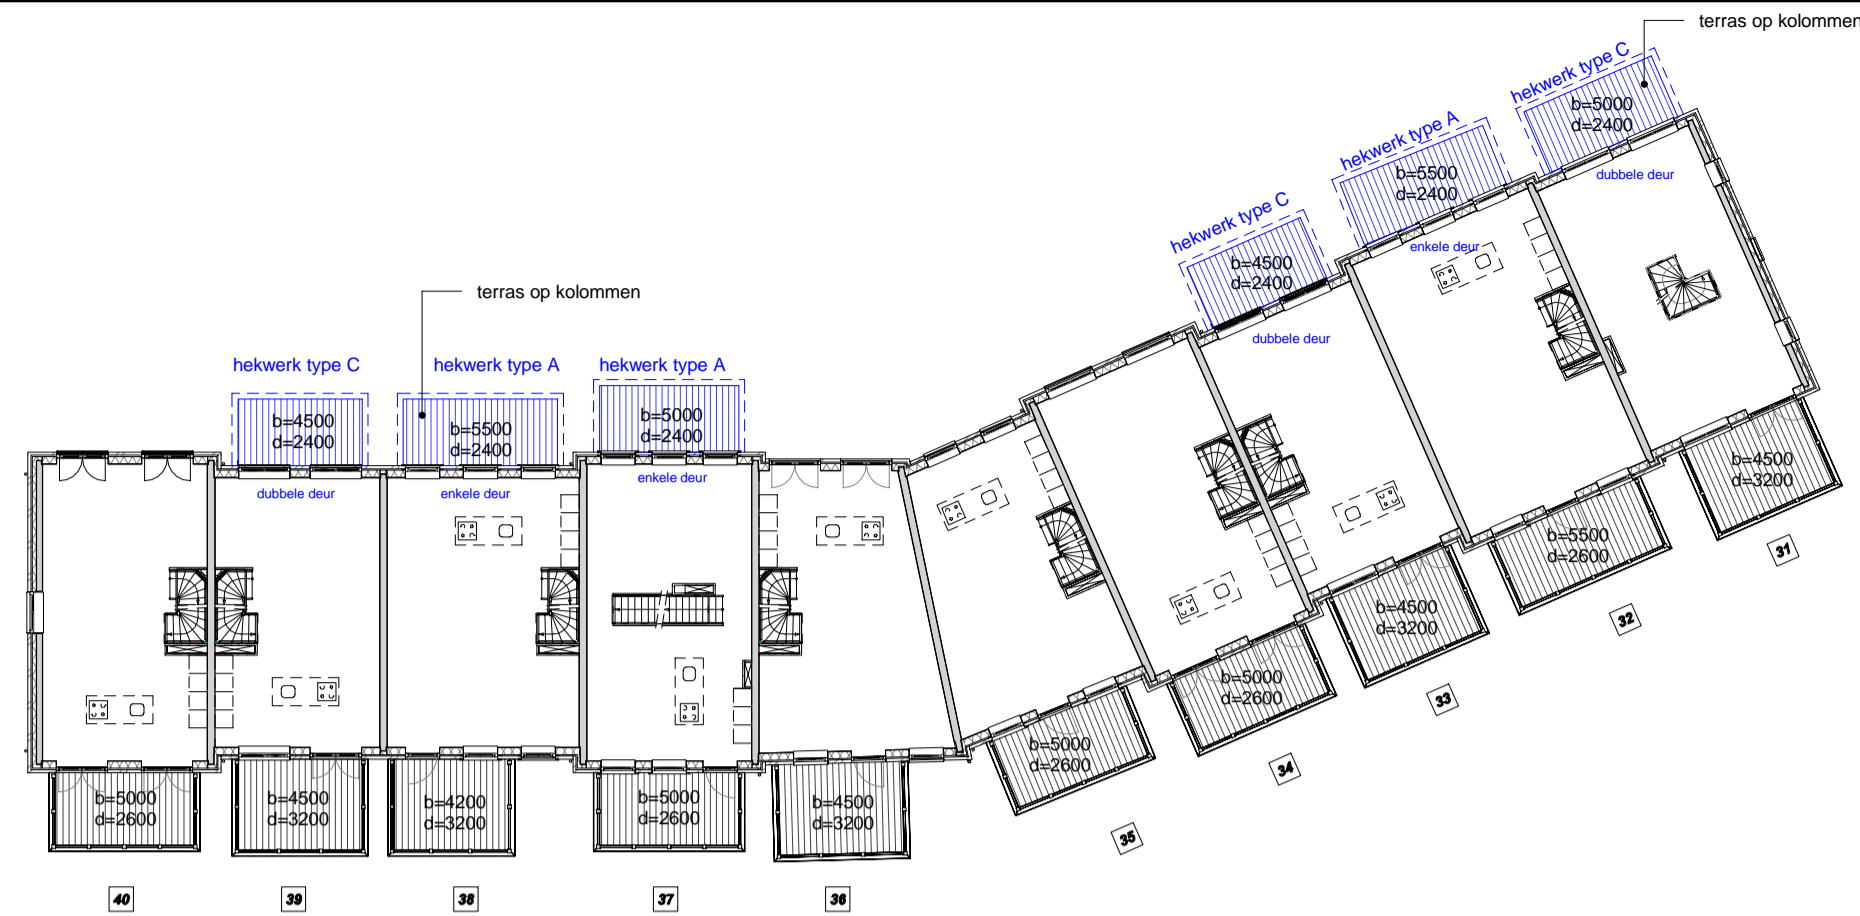 terras op kolommen
hekwerk type C
b=5000
d=2400
dubbele deur
hekwerk type A
b=5500
d=2400
enkele deur
hekwerk type C
b=4500
d=2400
dubbele deur
terras op kolommen
hekwerk type C
b=4500
d=2400
dubbele deur
hekwerk type A
b=5500
d=2400
enkele deur
hekwerk type A
b=5000
d=2400
enkele deur
b=5000
d=2600
b=4500
d=3200
b=4200
d=3200
b=5000
d=2600
b=4500
d=3200
b=5000
d=2600
b=5000
d=2600
b=4500
d=3200
b=5500
d=2600
b=4500
d=3200
40
39
38
37
36
35
34
33
32
31